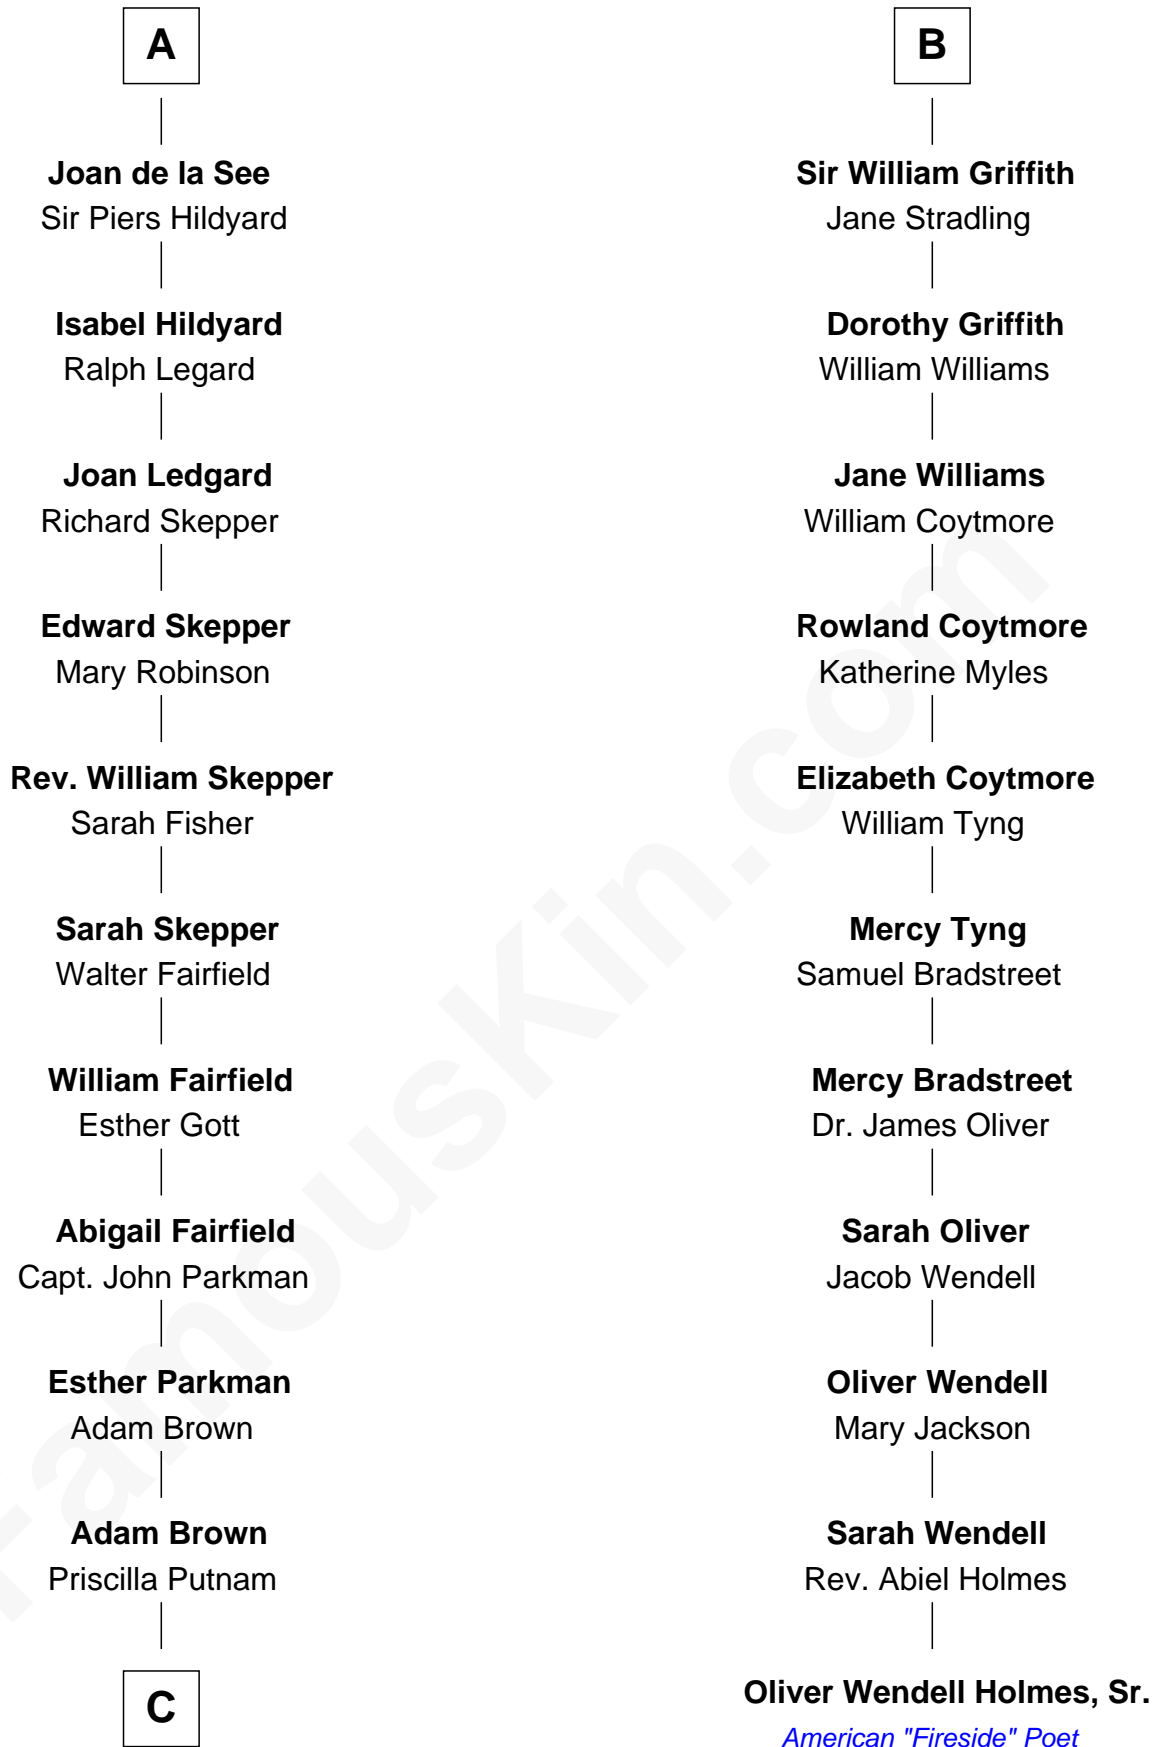 A
Joan de la See
Sir Piers Hildyard
Isabel Hildyard
Ralph Legard
Joan Ledgard
Richard Skepper
Edward Skepper
Mary Robinson
Rev. William Skepper
Sarah Fisher
Sarah Skepper
Walter Fairfield
William Fairfield
Esther Gott
Abigail Fairfield
Capt. John Parkman
Esther Parkman
Adam Brown
Adam Brown
Priscilla Putnam
C
B
Sir William Griffith
Jane Stradling
Dorothy Griffith
William Williams
Jane Williams
William Coytmore
Rowland Coytmore
Katherine Myles
Elizabeth Coytmore
William Tyng
Mercy Tyng
Samuel Bradstreet
Mercy Bradstreet
Dr. James Oliver
Sarah Oliver
Jacob Wendell
Oliver Wendell
Mary Jackson
Sarah Wendell
Rev. Abiel Holmes
Oliver Wendell Holmes, Sr.
American "Fireside" Poet
FamousKin.com